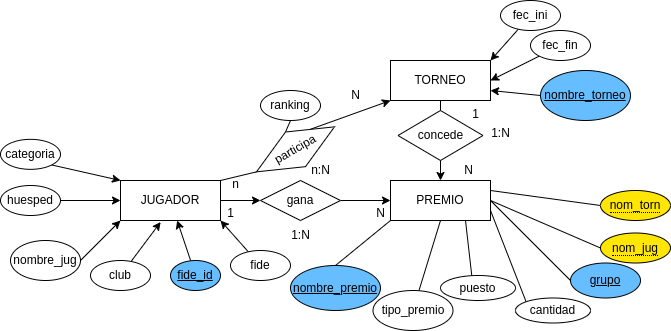 fec_ini
fec_fin
TORNEO
nombre_torneo
ranking
N
1
participa
concede
1:N
categoria
n:N
N
n
huesped
JUGADOR
gana
PREMIO
1
N
nom_torn
1:N
nom_jug
nombre_jug
club
fide_id
fide
nombre_premio
puesto
grupo
tipo_premio
cantidad